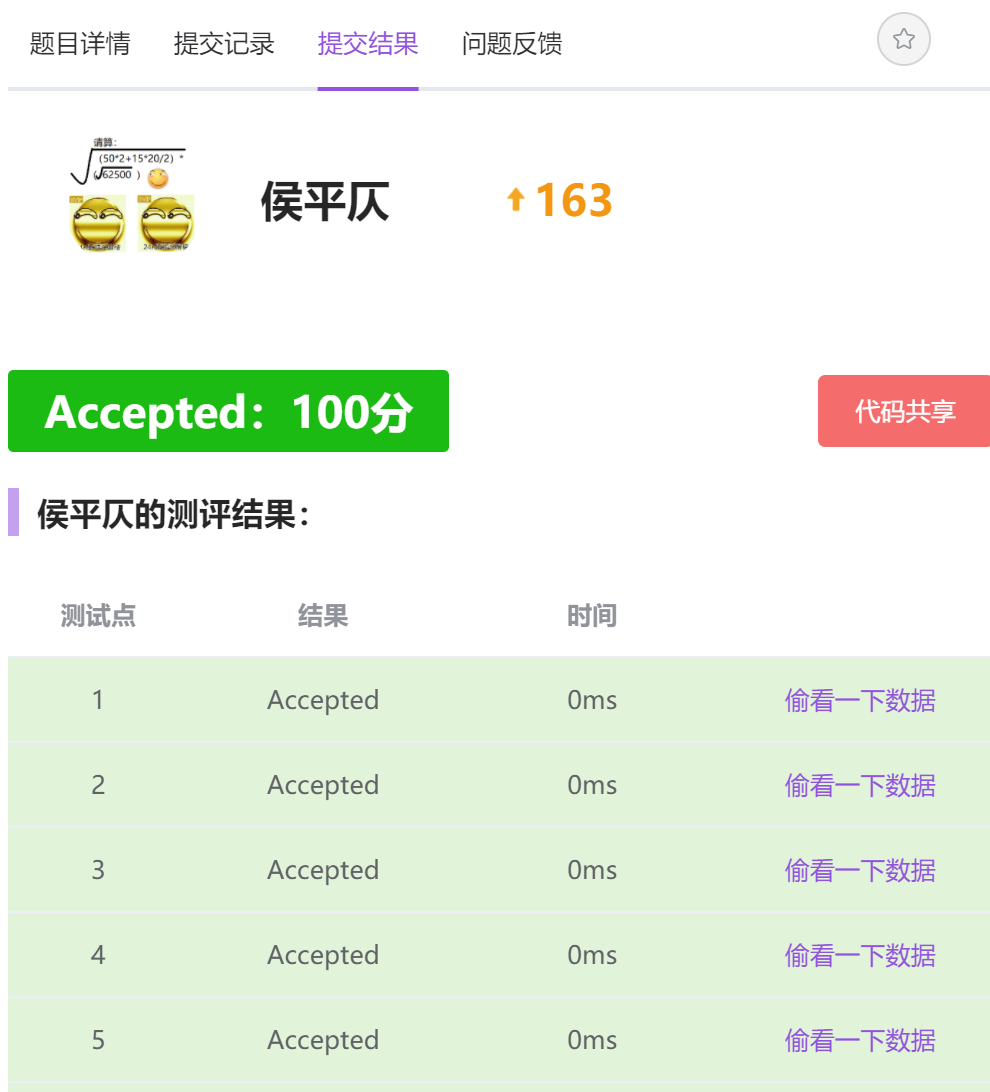 题目详情 提交记录 提交结果 问题反馈
请算：
(50*2+15*20/2) *
(√62500 )
侯平仄 163
Accepted：100分 代码共享
侯平仄的测评结果：
测试点 结果 时间
1 Accepted 0ms 偷看一下数据
2 Accepted 0ms 偷看一下数据
3 Accepted 0ms 偷看一下数据
4 Accepted 0ms 偷看一下数据
5 Accepted 0ms 偷看一下数据